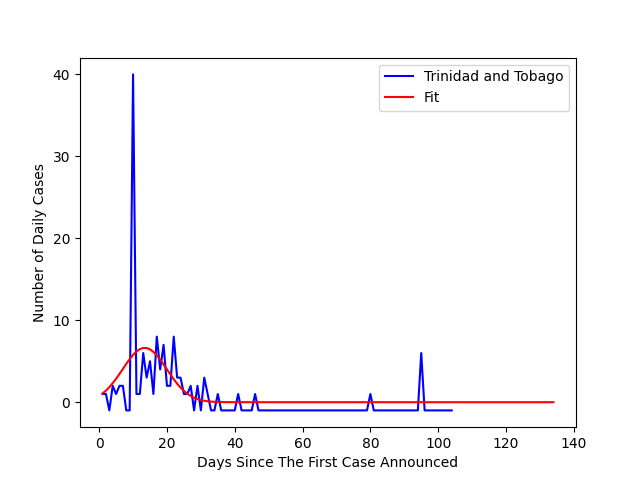 Trinidad and Tobago
Fit
40
30
20
10
0
Number of Daily Cases
0 20 40 60 80 100 120 140
Days Since The First Case Announced